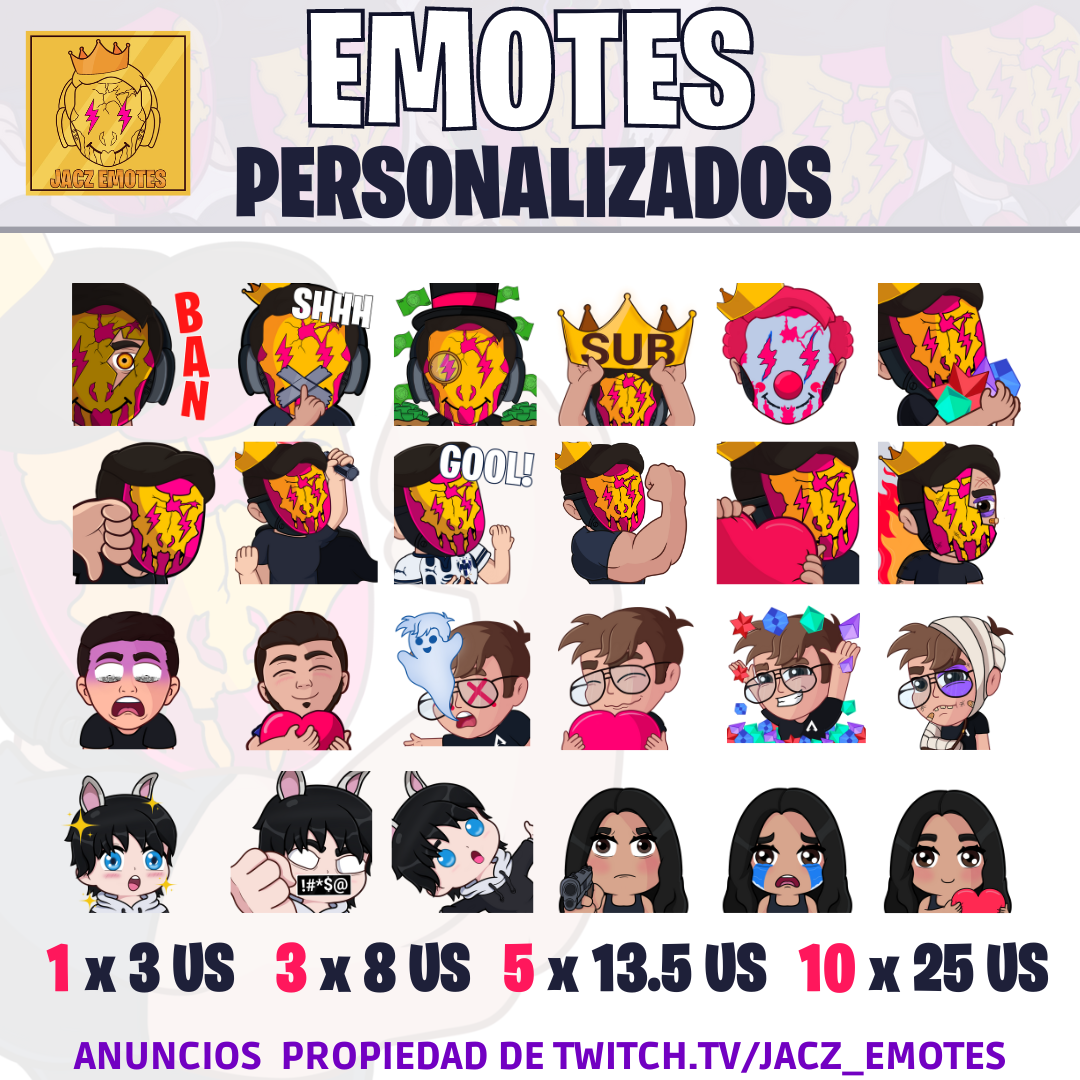 EMOTES
PERSONALIZADOS
JACZ EMOTES
BAN
SHHH
SUB
GOOL!
!#*$@
1 x 3 US 3 x 8 US 5 x 13.5 US 10 x 25 US
ANUNCIOS PROPIEDAD DE TWITCH.TV/JACZ_EMOTES